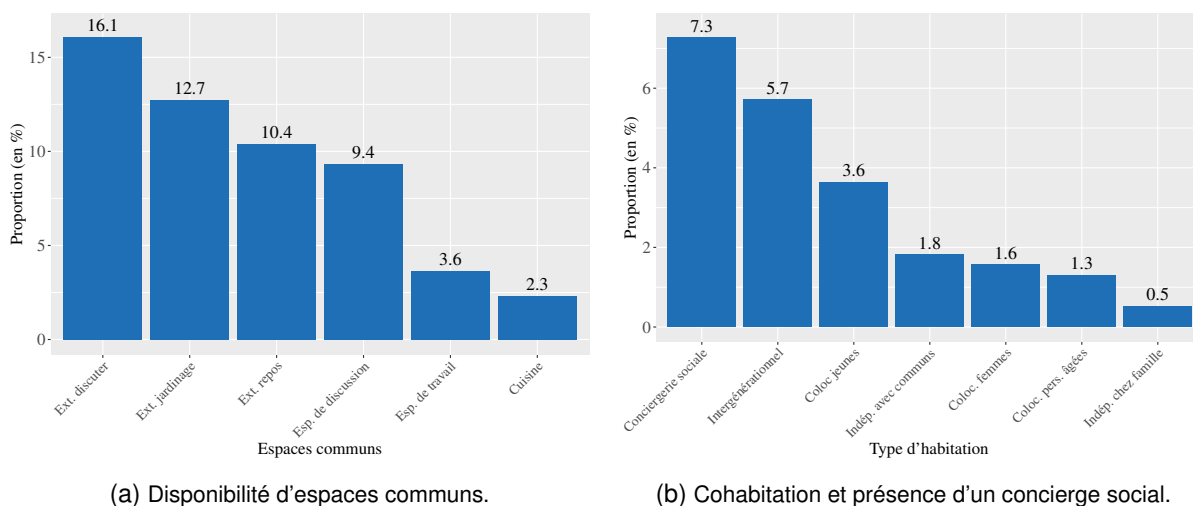 16.1
12.7
10.4
9.4
3.6
2.3
15
10
5
0
Proportion (en %)
Ext. discuter
Ext. jardinage
Ext. repos
Esp. de discussion
Esp. de travail
Cuisine
Espaces communs
(a) Disponibilité d'espaces communs.
7.3
5.7
3.6
1.8
1.6
1.3
0.5
6
4
2
0
Proportion (en %)
Conciergerie sociale
Intergénérationnel
Coloc jeunes
Indép. avec communs
Coloc. femmes
Coloc. pers. âgées
Indép. chez famille
Type d'habitation
(b) Cohabitation et présence d'un concierge social.